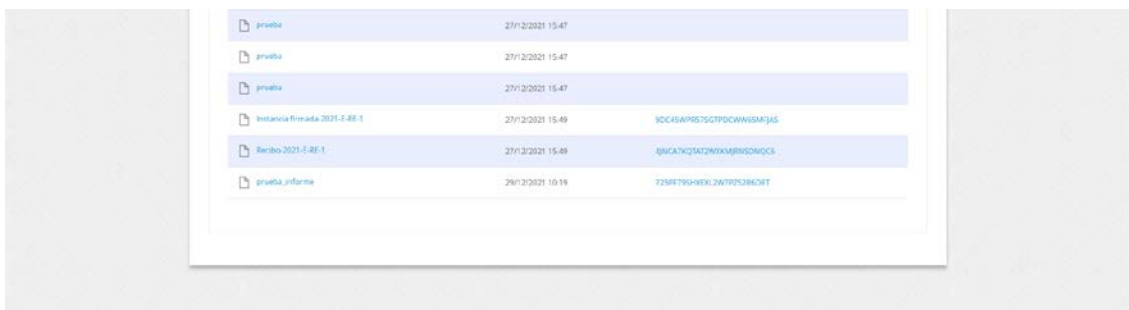 prueba 27/12/2021 15:47
prueba 27/12/2021 15:47
prueba 27/12/2021 15:47
Instancia-firmada-2021-E-RE-1 27/12/2021 15:49
Recibo-2021-E-RE-1 27/12/2021 15:49
prueba_informe 29/12/2021 10:19